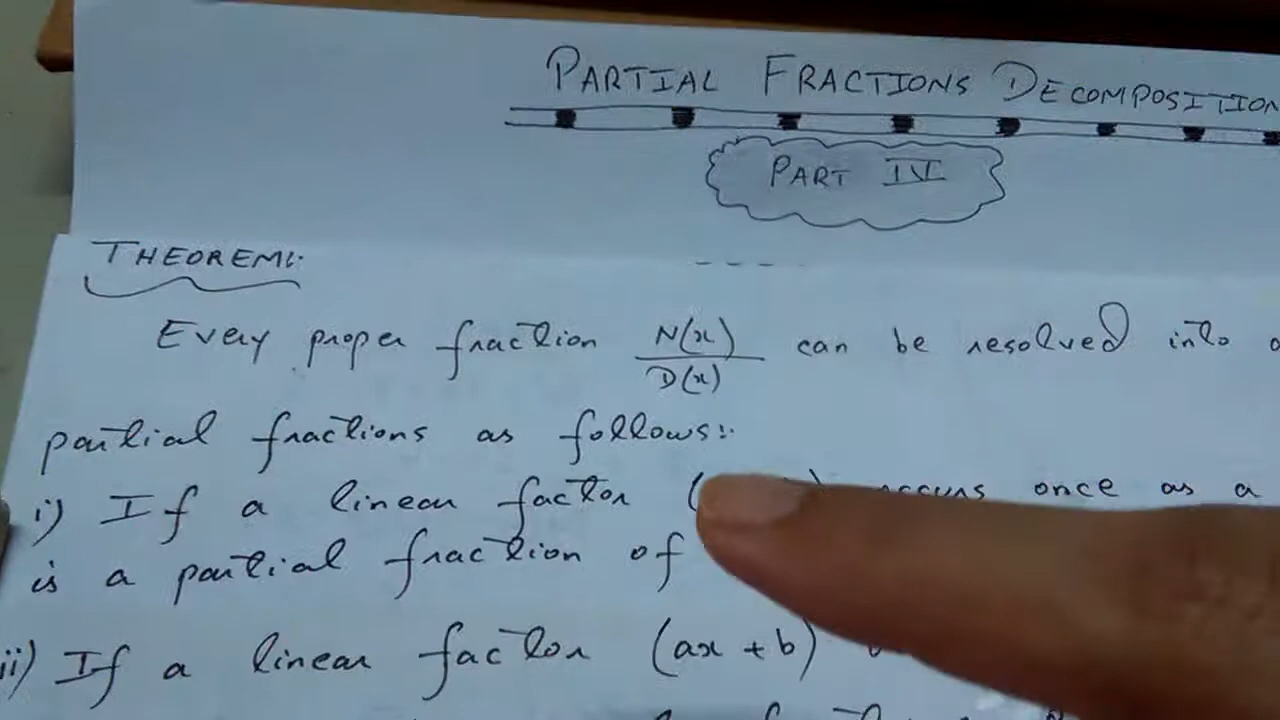 PARTIAL FRACTIONS DECOMPOSITION
PART IV
THEOREM:
Every proper fraction N(x)/D(x) can be resolved into
partial fractions as follows:
i) If a linear factor ( ) occurs once as a
is a partial fraction of
ii) If a linear factor (ax + b)